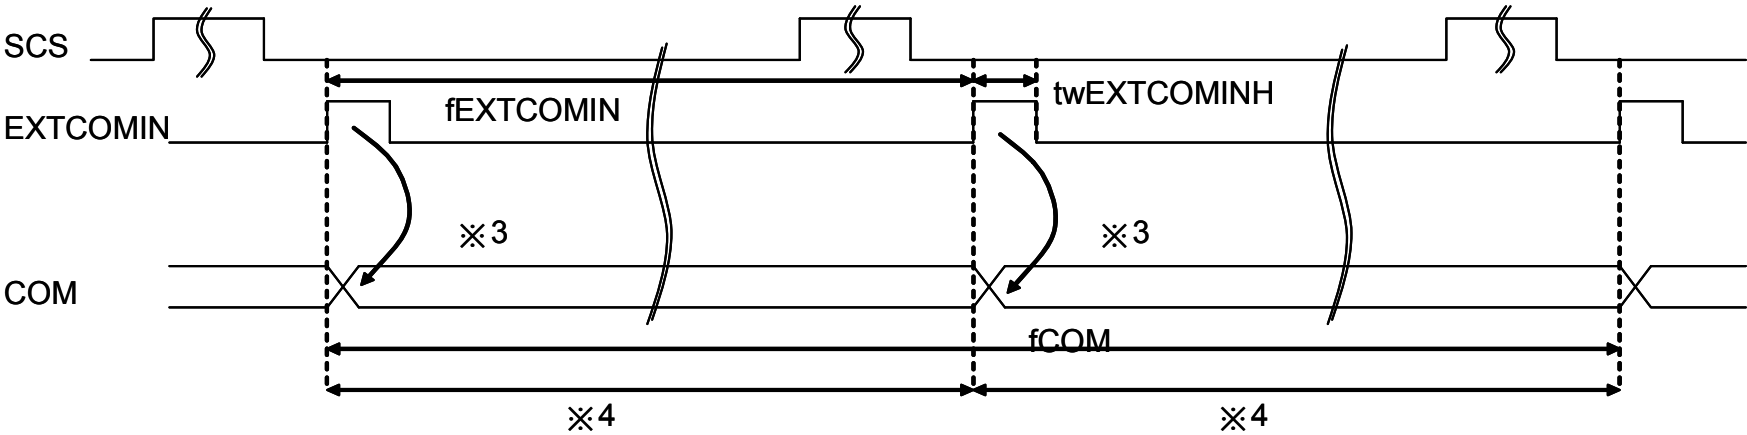 SCS
twEXTCOMINH
fEXTCOMIN
EXTCOMIN
※3 ※3
COM
fCOM
※4 ※4